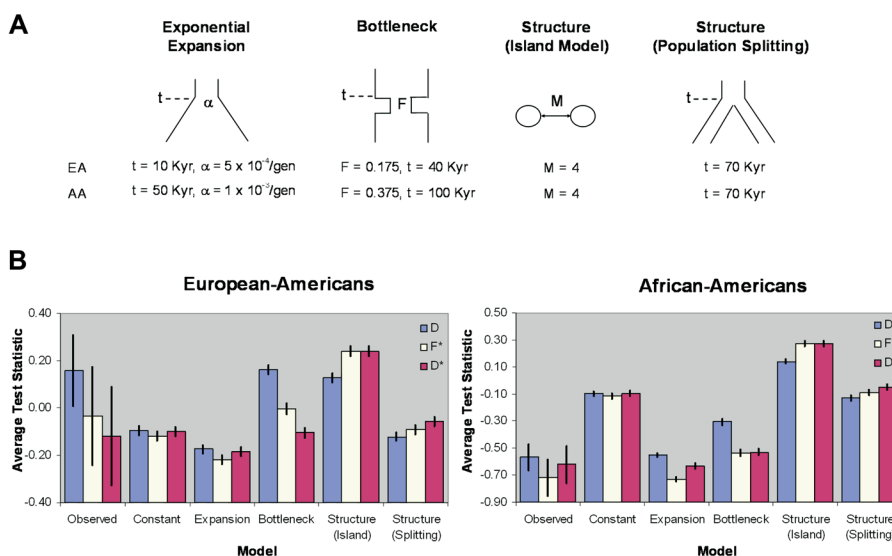 A
Exponential
Expansion
Bottleneck
Structure
(Island Model)
Structure
(Population Splitting)
t
α
t
F
M
t
EA
t = 10 Kyr, α = 5 x 10⁻⁴/gen
F = 0.175, t = 40 Kyr
M = 4
t = 70 Kyr
AA
t = 50 Kyr, α = 1 x 10⁻³/gen
F = 0.375, t = 100 Kyr
M = 4
t = 70 Kyr
B
European-Americans
Average Test Statistic
0.40
0.20
0.00
-0.20
-0.40
D
F*
D*
Observed
Constant
Expansion
Bottleneck
Structure
(Island)
Structure
(Splitting)
Model
African-Americans
Average Test Statistic
0.50
0.30
0.10
-0.10
-0.30
-0.50
-0.70
-0.90
D
F
D
Observed
Constant
Expansion
Bottleneck
Structure
(Island)
Structure
(Splitting)
Model